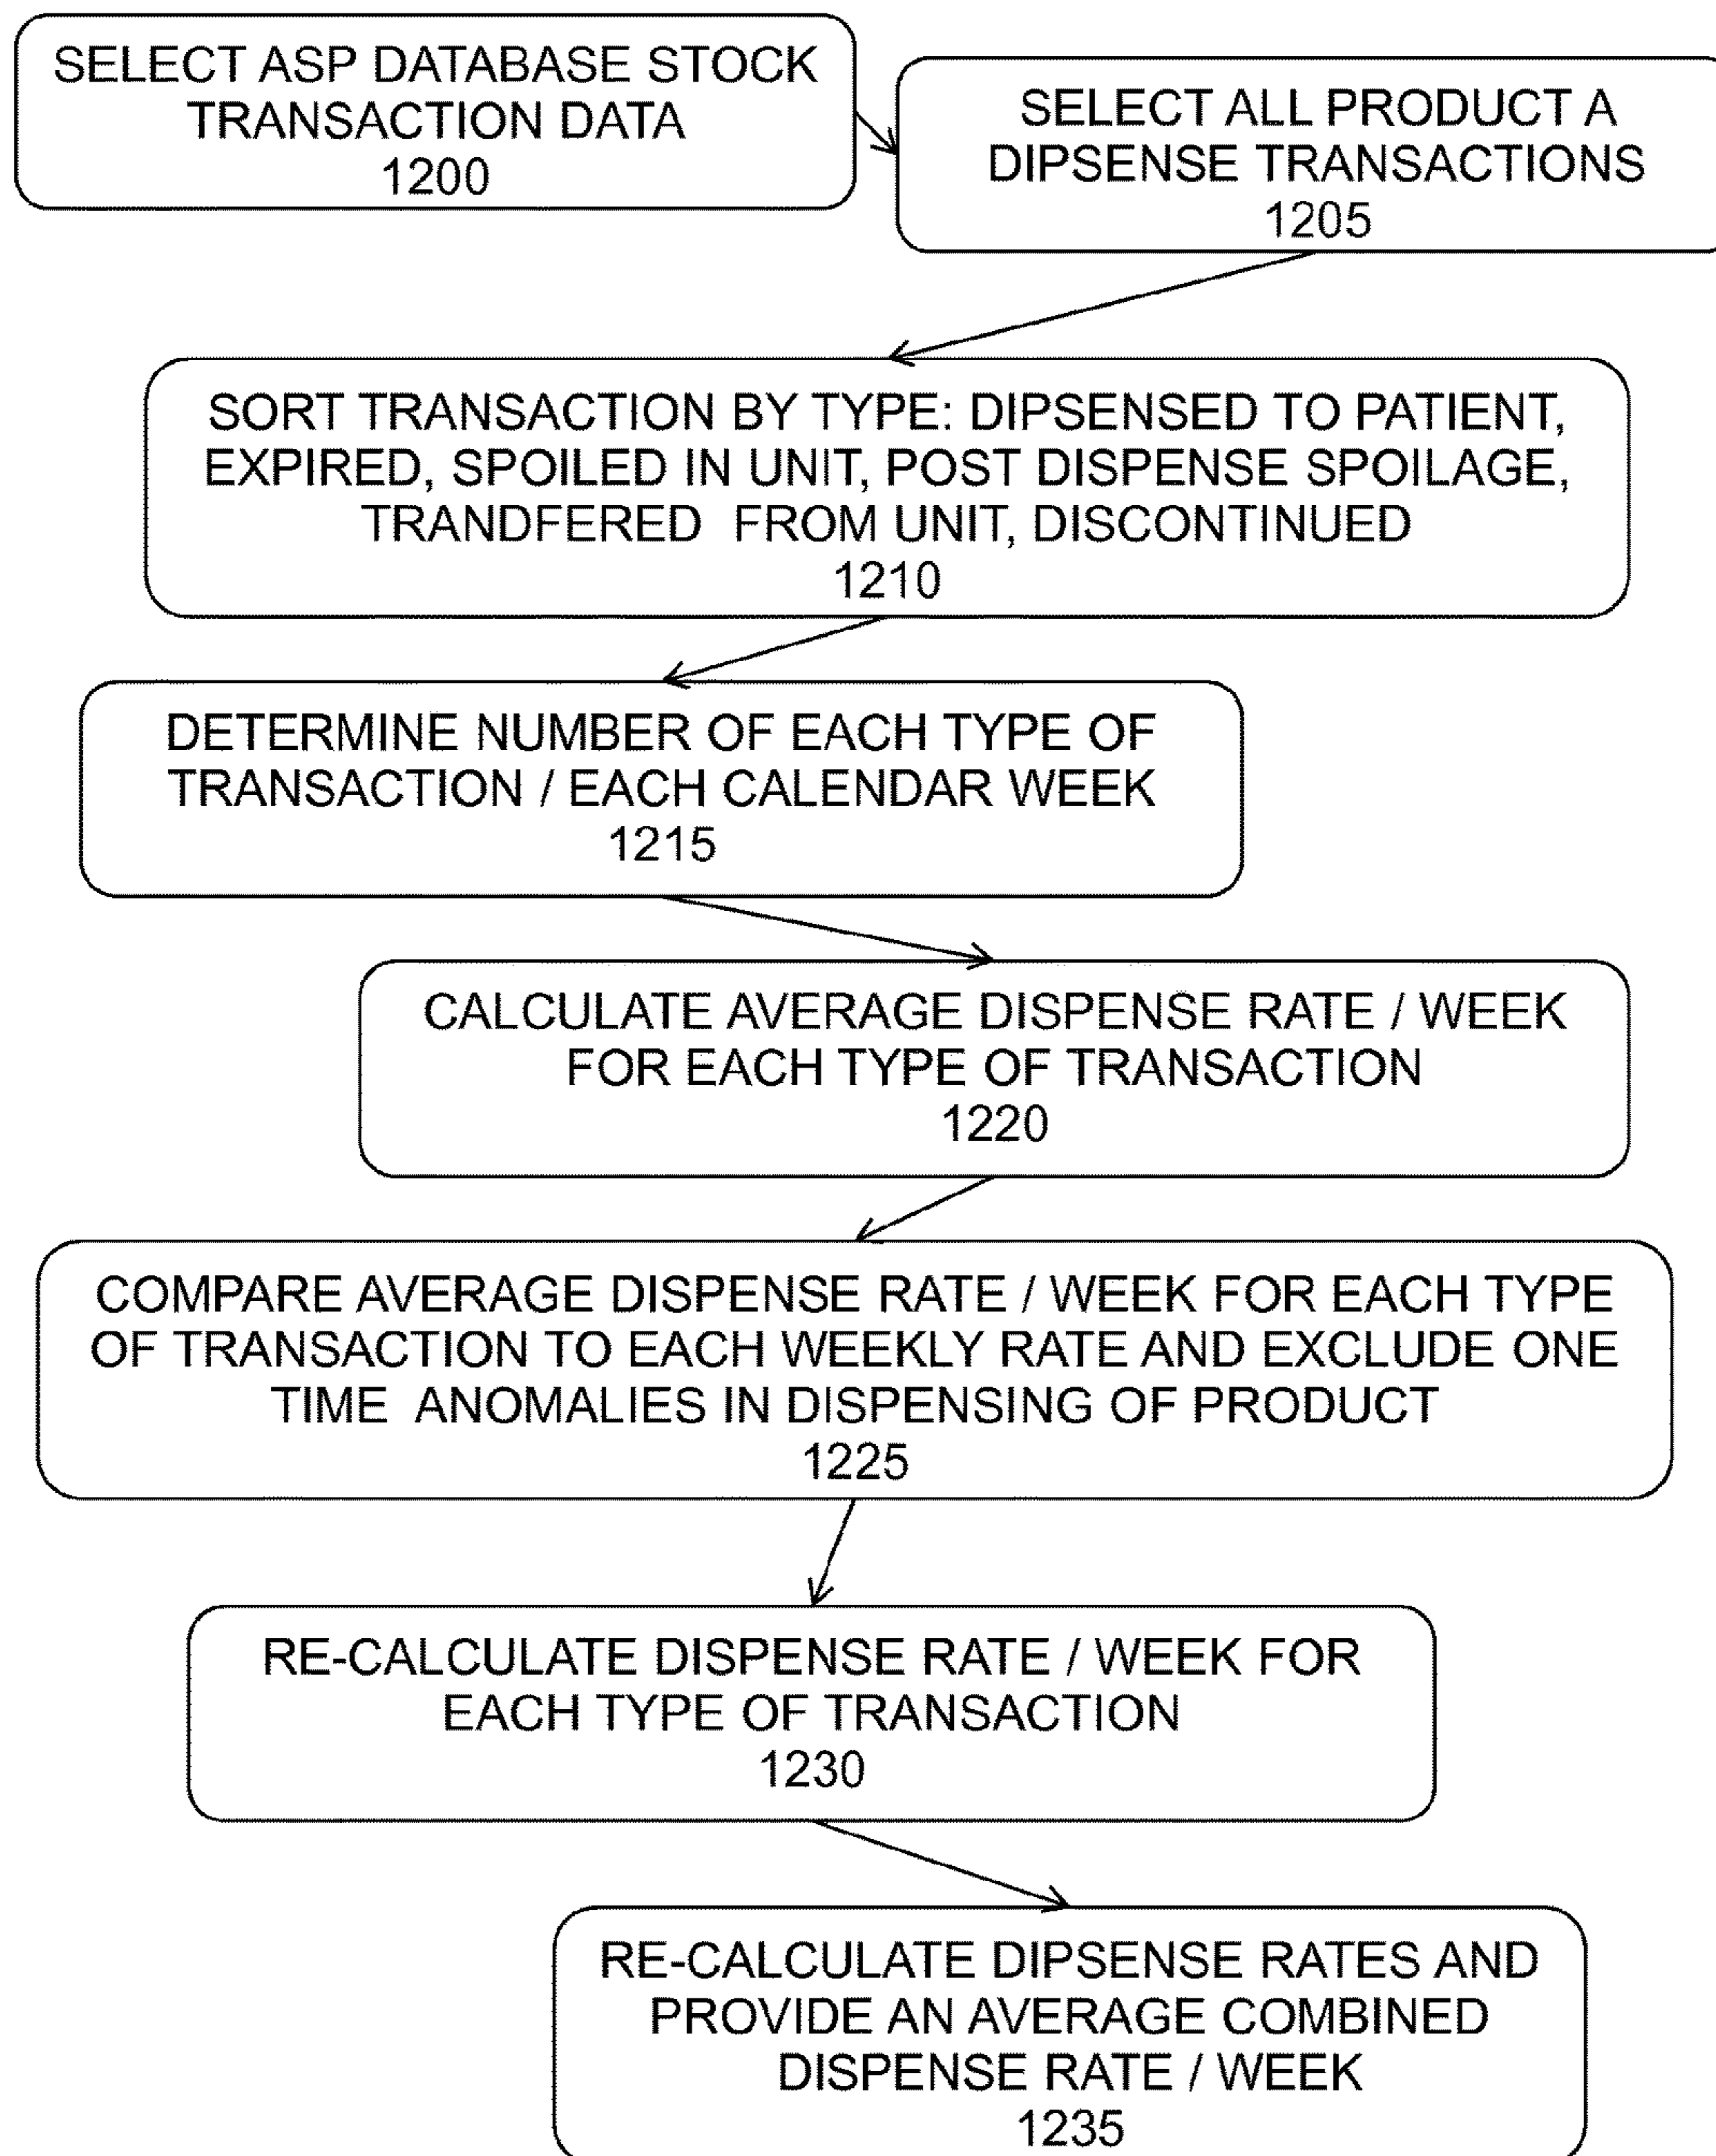 SELECT ASP DATABASE STOCK
TRANSACTION DATA
1200
SELECT ALL PRODUCT A
DIPSENSE TRANSACTIONS
1205
SORT TRANSACTION BY TYPE: DIPSENSED TO PATIENT,
EXPIRED, SPOILED IN UNIT, POST DISPENSE SPOILAGE,
TRANDFERED FROM UNIT, DISCONTINUED
1210
DETERMINE NUMBER OF EACH TYPE OF
TRANSACTION / EACH CALENDAR WEEK
1215
CALCULATE AVERAGE DISPENSE RATE / WEEK
FOR EACH TYPE OF TRANSACTION
1220
COMPARE AVERAGE DISPENSE RATE / WEEK FOR EACH TYPE
OF TRANSACTION TO EACH WEEKLY RATE AND EXCLUDE ONE
TIME ANOMALIES IN DISPENSING OF PRODUCT
1225
RE-CALCULATE DISPENSE RATE / WEEK FOR
EACH TYPE OF TRANSACTION
1230
RE-CALCULATE DIPSENSE RATES AND
PROVIDE AN AVERAGE COMBINED
DISPENSE RATE / WEEK
1235